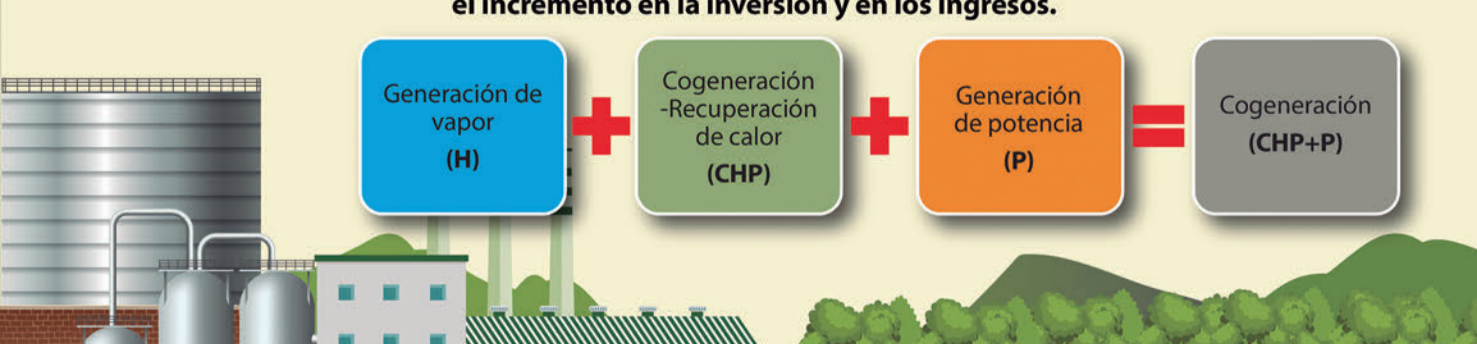 el incremento en la inversión y en los ingresos.
Generación de
vapor
(H)
Cogeneración
-Recuperación
de calor
(CHP)
Generación
de potencia
(P)
Cogeneración
(CHP+P)